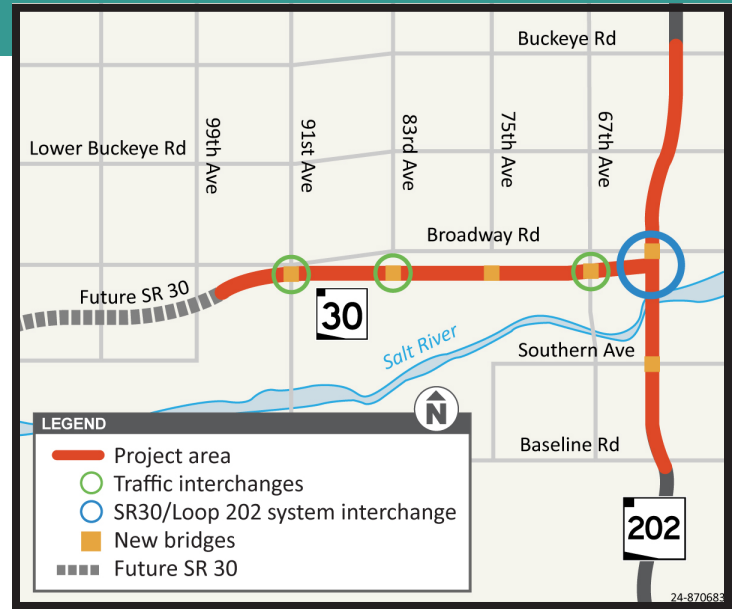 Buckeye Rd
99th Ave
91st Ave
83rd Ave
75th Ave
67th Ave
Lower Buckeye Rd
Broadway Rd
Future SR 30
30
Salt River
Southern Ave
N
LEGEND
Baseline Rd
Project area
Traffic interchanges
SR30/Loop 202 system interchange
New bridges
Future SR 30
202
24-870683